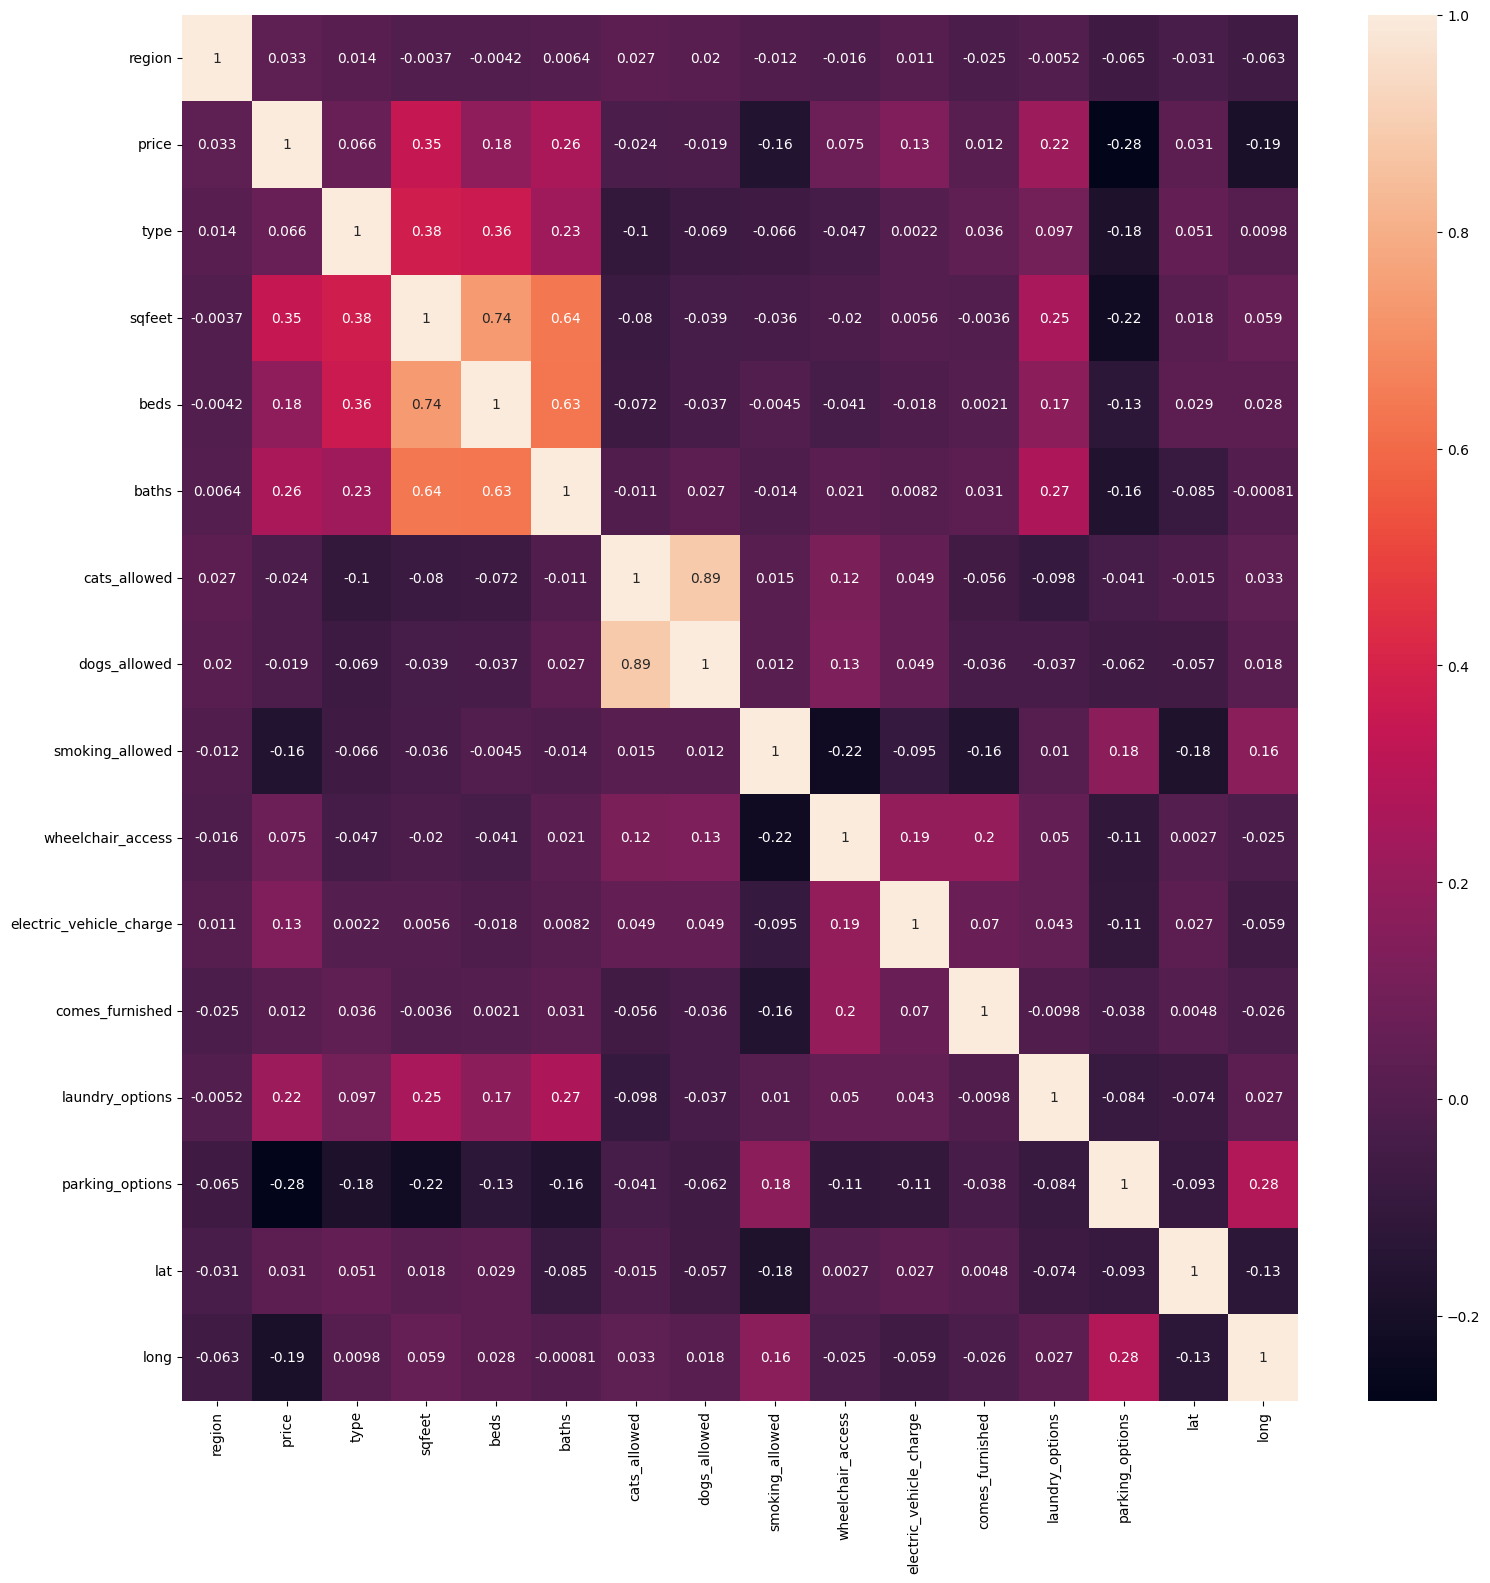 region 1 0.033 0.014 -0.0037 -0.0042 0.0064 0.027 0.02 -0.012 -0.016 0.011 -0.025 -0.0052 -0.065 -0.031 -0.063
price 0.033 1 0.066 0.35 0.18 0.26 -0.024 -0.019 -0.16 0.075 0.13 0.012 0.22 -0.28 0.031 -0.19
type 0.014 0.066 1 0.38 0.36 0.23 -0.1 -0.069 -0.066 -0.047 0.0022 0.036 0.097 -0.18 0.051 0.0098
sqfeet -0.0037 0.35 0.38 1 0.74 0.64 -0.08 -0.039 -0.036 -0.02 0.0056 -0.0036 0.25 -0.22 0.018 0.059
beds -0.0042 0.18 0.36 0.74 1 0.63 -0.072 -0.037 -0.0045 -0.041 -0.018 0.0021 0.17 -0.13 0.029 0.028
baths 0.0064 0.26 0.23 0.64 0.63 1 -0.011 0.027 -0.014 0.021 0.0082 0.031 0.27 -0.16 -0.085 -0.00081
cats_allowed 0.027 -0.024 -0.1 -0.08 -0.072 -0.011 1 0.89 0.015 0.12 0.049 -0.056 -0.098 -0.041 -0.015 0.033
dogs_allowed 0.02 -0.019 -0.069 -0.039 -0.037 0.027 0.89 1 0.012 0.13 0.049 -0.036 -0.037 -0.062 -0.057 0.018
smoking_allowed -0.012 -0.16 -0.066 -0.036 -0.0045 -0.014 0.015 0.012 1 -0.22 -0.095 -0.16 0.01 0.18 -0.18 0.16
wheelchair_access -0.016 0.075 -0.047 -0.02 -0.041 0.021 0.12 0.13 -0.22 1 0.19 0.2 0.05 -0.11 0.0027 -0.025
electric_vehicle_charge 0.011 0.13 0.0022 0.0056 -0.018 0.0082 0.049 0.049 -0.095 0.19 1 0.07 0.043 -0.11 0.027 -0.059
comes_furnished -0.025 0.012 0.036 -0.0036 0.0021 0.031 -0.056 -0.036 -0.16 0.2 0.07 1 -0.0098 -0.038 0.0048 -0.026
laundry_options -0.0052 0.22 0.097 0.25 0.17 0.27 -0.098 -0.037 0.01 0.05 0.043 -0.0098 1 -0.084 -0.074 0.027
parking_options -0.065 -0.28 -0.18 -0.22 -0.13 -0.16 -0.041 -0.062 0.18 -0.11 -0.11 -0.038 -0.084 1 -0.093 0.28
lat -0.031 0.031 0.051 0.018 0.029 -0.085 -0.015 -0.057 -0.18 0.0027 0.027 0.0048 -0.074 -0.093 1 -0.13
long -0.063 -0.19 0.0098 0.059 0.028 -0.00081 0.033 0.018 0.16 -0.025 -0.059 -0.026 0.027 0.28 -0.13 1
region price type sqfeet beds baths cats_allowed dogs_allowed smoking_allowed wheelchair_access electric_vehicle_charge comes_furnished laundry_options parking_options lat long
1.0
0.8
0.6
0.4
0.2
0.0
−0.2